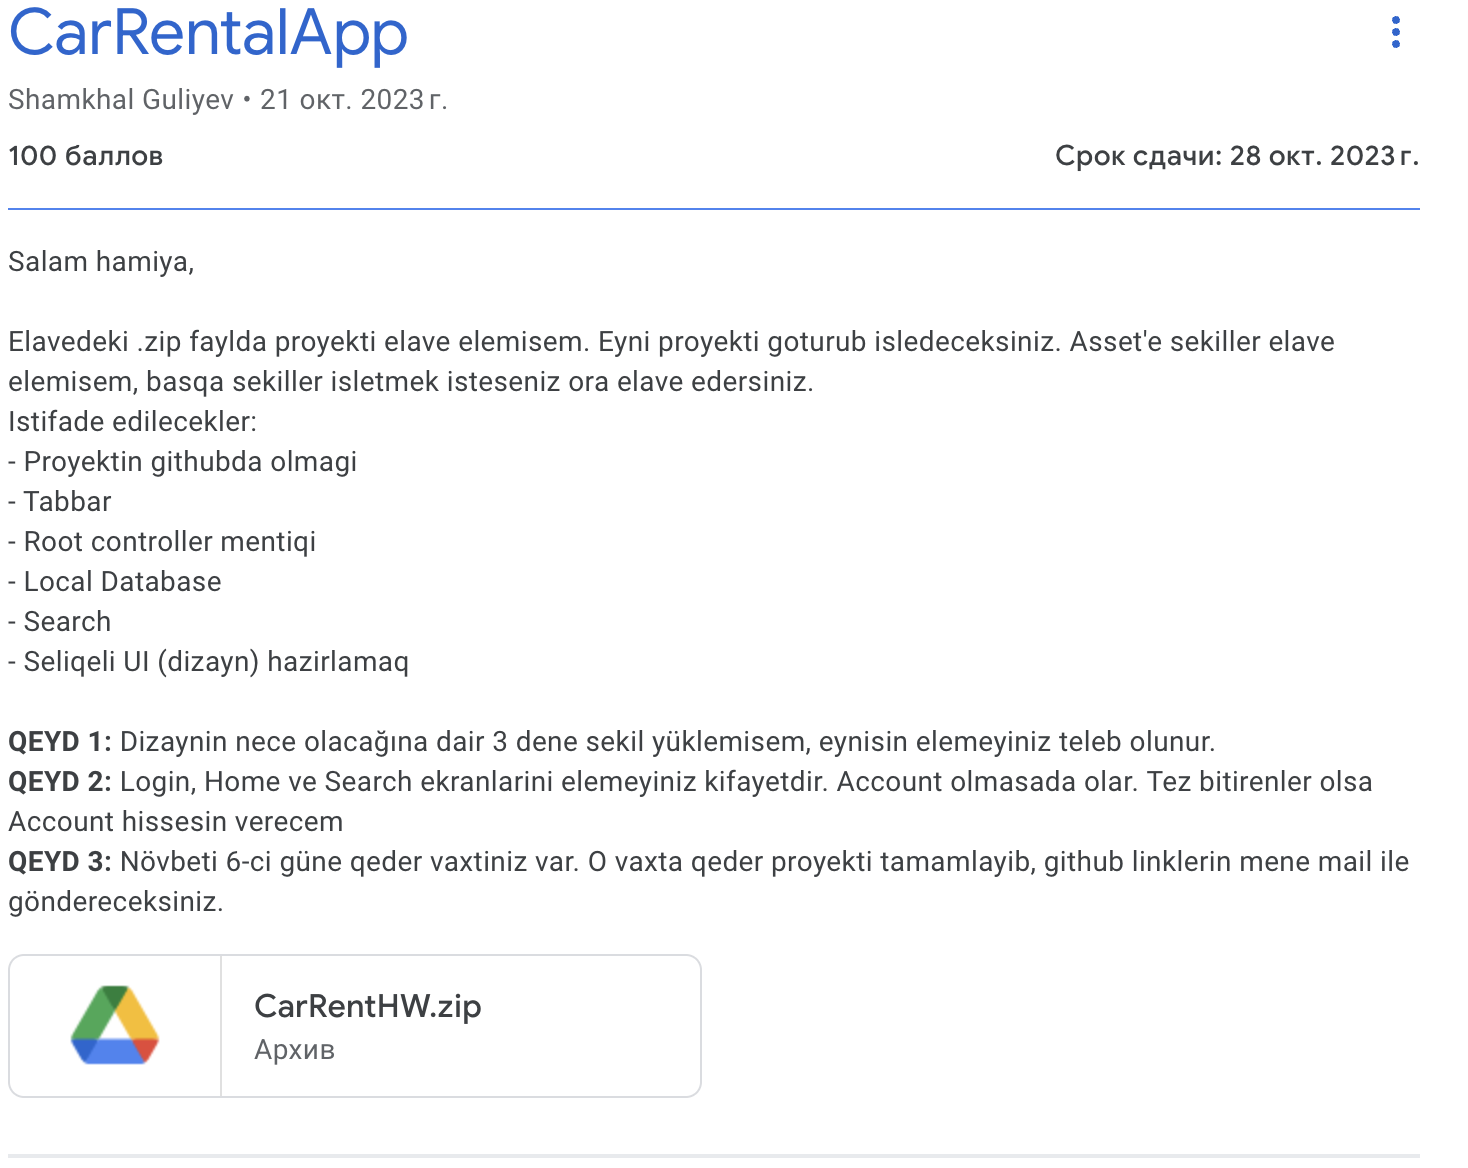 CarRentalApp
Shamkhal Guliyev • 21 окт. 2023 г.
100 баллов
Срок сдачи: 28 окт. 2023 г.
Salam hamiya,
Elavedeki .zip faylda proyekti elave elemisem. Eyni proyekti goturub isledeceksiniz. Asset'e sekiller elave
elemisem, basqa sekiller isletmek isteseniz ora elave edersiniz.
Istifade edilecekler:
- Proyektin githubda olmagi
- Tabbar
- Root controller mentiqi
- Local Database
- Search
- Seliqeli UI (dizayn) hazirlamaq
QEYD 1: Dizaynin nece olacağına dair 3 dene sekil yüklemisem, eynisin elemeyiniz teleb olunur.
QEYD 2: Login, Home ve Search ekranlarini elemeyiniz kifayetdir. Account olmasada olar. Tez bitirenler olsa
Account hissesin verecem
QEYD 3: Növbeti 6-ci güne qeder vaxtiniz var. O vaxta qeder proyekti tamamlayib, github linklerin mene mail ile
göndereceksiniz.
CarRentHW.zip
Архив